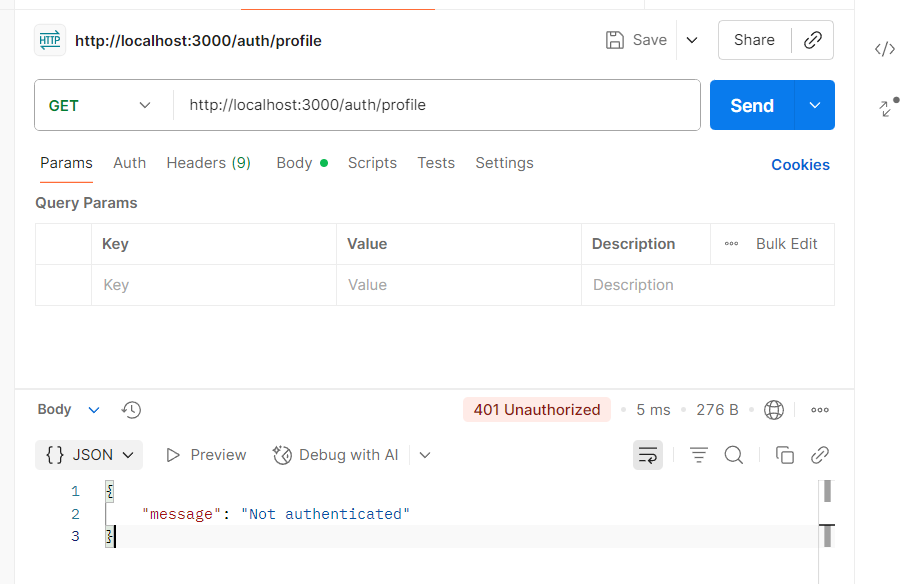 HTTP http://localhost:3000/auth/profile Save Share
GET http://localhost:3000/auth/profile Send
Params Auth Headers (9) Body Scripts Tests Settings Cookies
Query Params
Key Value Description Bulk Edit
Key Value Description
Body 401 Unauthorized 5 ms 276 B
{} JSON Preview Debug with AI
1 {
2 "message": "Not authenticated"
3 }